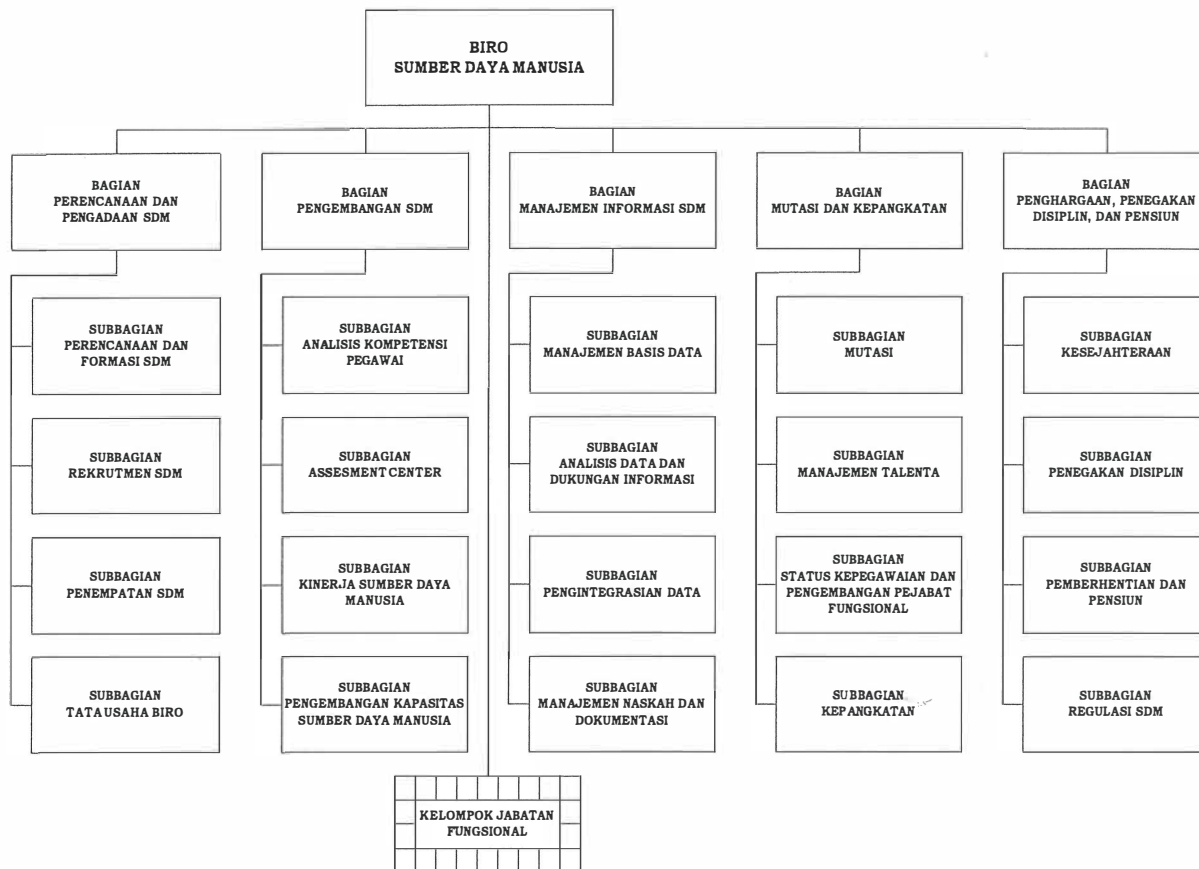 BIRO
SUMBER DAYA MANUSIA
BAGIAN
PERENCANAAN DAN
PENGADAAN SDM
BAGIAN
PENGEMBANGAN SDM
BAGIAN
MANAJEMEN INFORMASI SDM
BAGIAN
MUTASI DAN KEPANGKATAN
BAGIAN
PENGHARGAAN, PENEGAKAN
DISIPLIN, DAN PENSIUN
SUBBAGIAN
PERENCANAAN DAN
FORMASI SDM
SUBBAGIAN
ANALISIS KOMPETENSI
PEGAWAI
SUBBAGIAN
MANAJEMEN BASIS DATA
SUBBAGIAN
MUTASI
SUBBAGIAN
KESEJAHTERAAN
SUBBAGIAN
REKRUTMEN SDM
SUBBAGIAN
ASSESMENT CENTER
SUBBAGIAN
ANALISIS DATA DAN
DUKUNGAN INFORMASI
SUBBAGIAN
MANAJEMEN TALENTA
SUBBAGIAN
PENEGAKAN DISIPLIN
SUBBAGIAN
PENEMPATAN SDM
SUBBAGIAN
KINERJA SUMBER DAYA
MANUSIA
SUBBAGIAN
PENGINTEGRASIAN DATA
SUBBAGIAN
STATUS KEPEGAWAIAN DAN
PENGEMBANGAN PEJABAT
FUNGSIONAL
SUBBAGIAN
PEMBERHENTIAN DAN
PENSIUN
SUBBAGIAN
TATA USAHA BIRO
SUBBAGIAN
PENGEMBANGAN KAPASITAS
SUMBER DAYA MANUSIA
SUBBAGIAN
MANAJEMEN NASKAH DAN
DOKUMENTASI
SUBBAGIAN
KEPANGKATAN
SUBBAGIAN
REGULASI SDM
KELOMPOK JABATAN
FUNGSIONAL